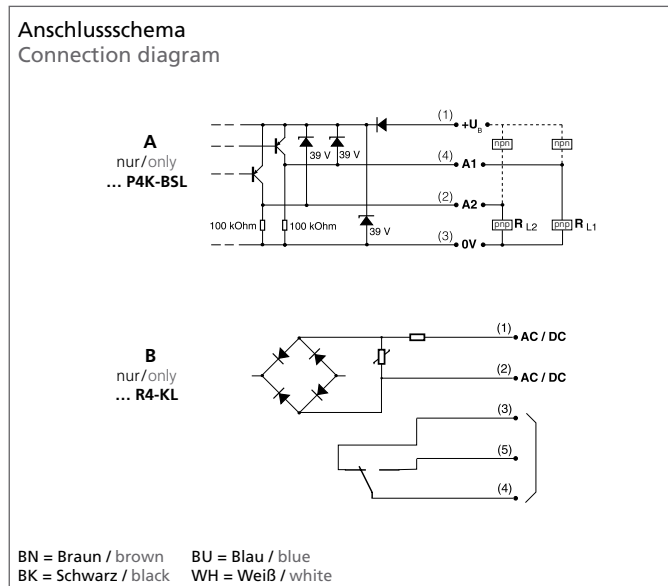 Anschlussschema
Connection diagram
A
nur/only
... P4K-BSL
(1) +UB
npn npn
39 V 39 V
(4) A1
(2) A2
100 kOhm 100 kOhm
39 V
pnp R L2 pnp R L1
(3) 0V
B
nur/only
... R4-KL
(1) AC / DC
(2) AC / DC
(3)
(5)
(4)
BN = Braun / brown BU = Blau / blue
BK = Schwarz / black WH = Weiß / white